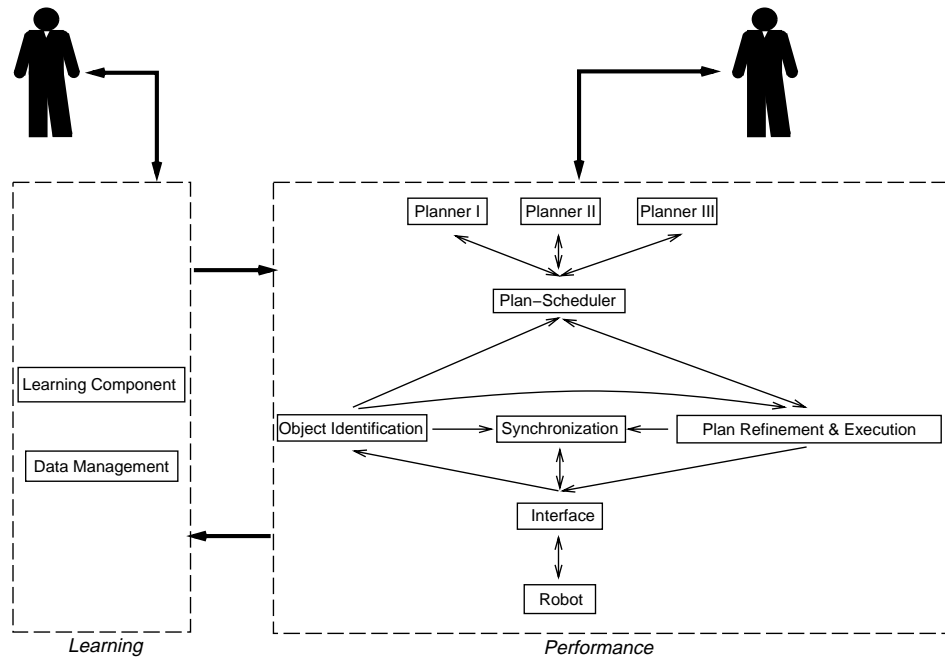 Planner I
Planner II
Planner III
Plan−Scheduler
Learning Component
Object Identification
Synchronization
Plan Refinement & Execution
Data Management
Interface
Robot
Learning
Performance